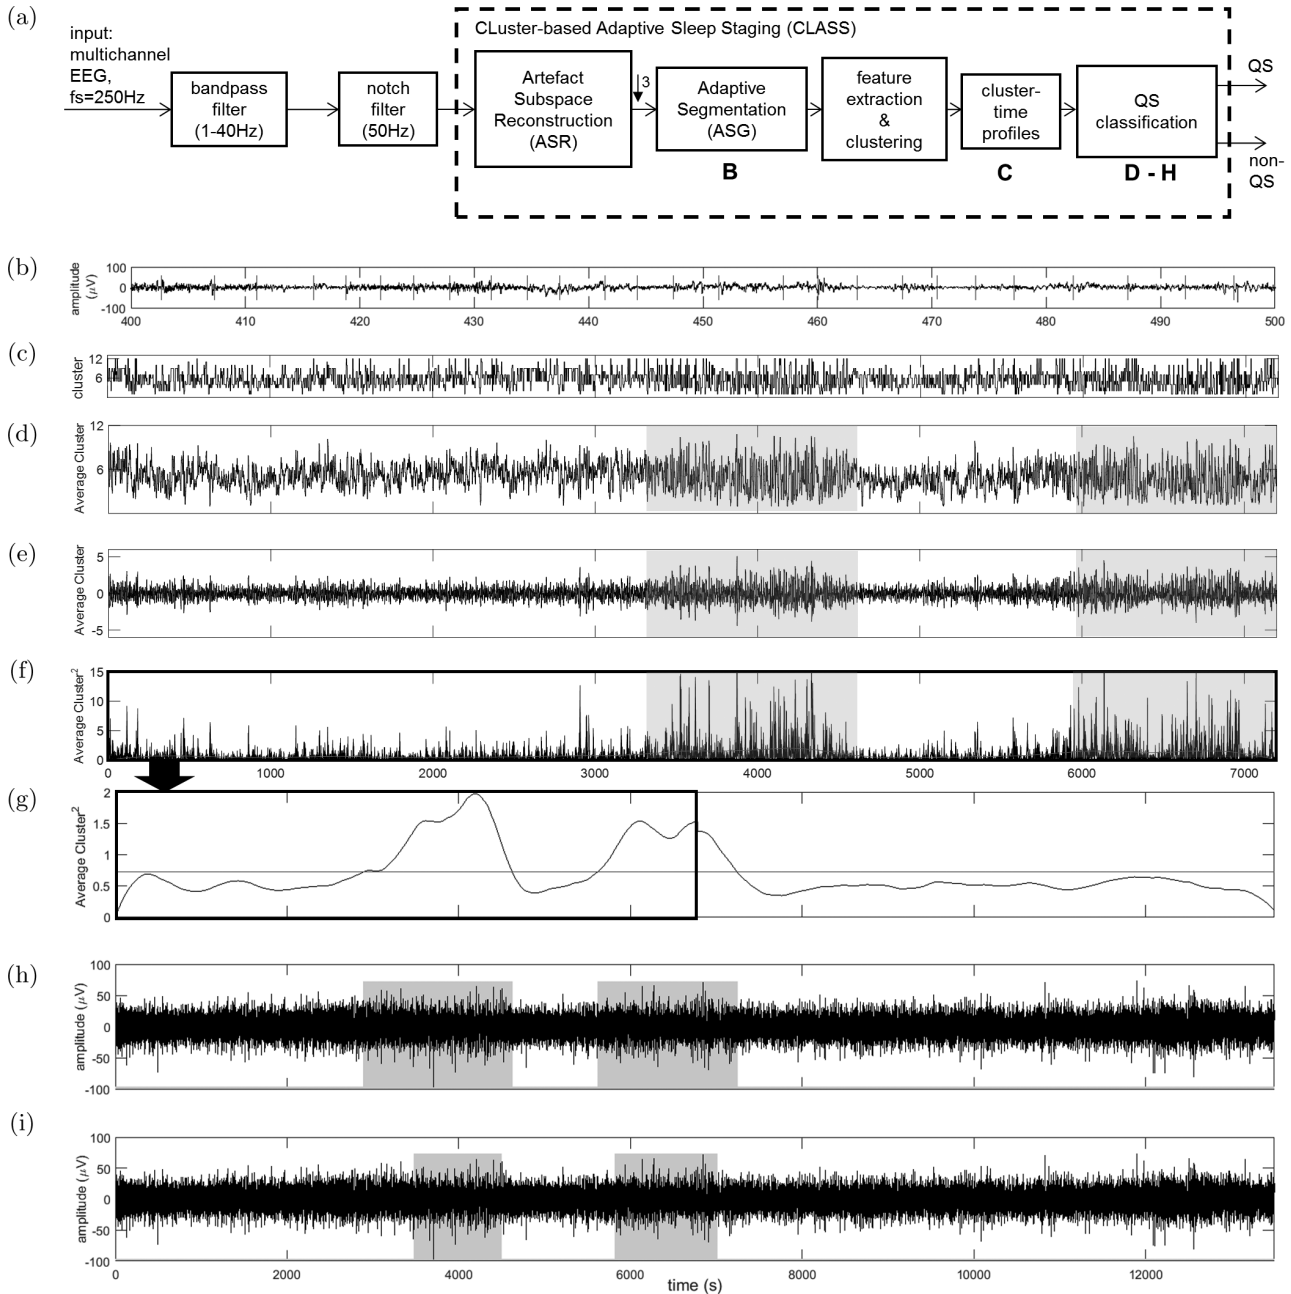 (a)
CLuster-based Adaptive Sleep Staging (CLASS)
input:
multichannel
EEG,
fs=250Hz
bandpass
filter
(1-40Hz)
notch
filter
(50Hz)
Artefact
Subspace
Reconstruction
(ASR)
3
Adaptive
Segmentation
(ASG)
B
feature
extraction
&
clustering
cluster-
time
profiles
C
QS
classification
D - H
QS
non-
QS
(b)
amplitude
(μV)
100
0
-100
400 410 420 430 440 450 460 470 480 490 500
(c)
cluster
12
6
(d)
Average Cluster
12
6
(e)
Average Cluster
5
0
-5
(f)
Average Cluster²
15
10
5
0
0 1000 2000 3000 4000 5000 6000 7000
(g)
Average Cluster²
2
1.5
1
0.5
0
(h)
amplitude (μV)
100
50
0
-50
-100
(i)
amplitude (μV)
100
50
0
-50
-100
0 2000 4000 6000 8000 10000 12000
time (s)